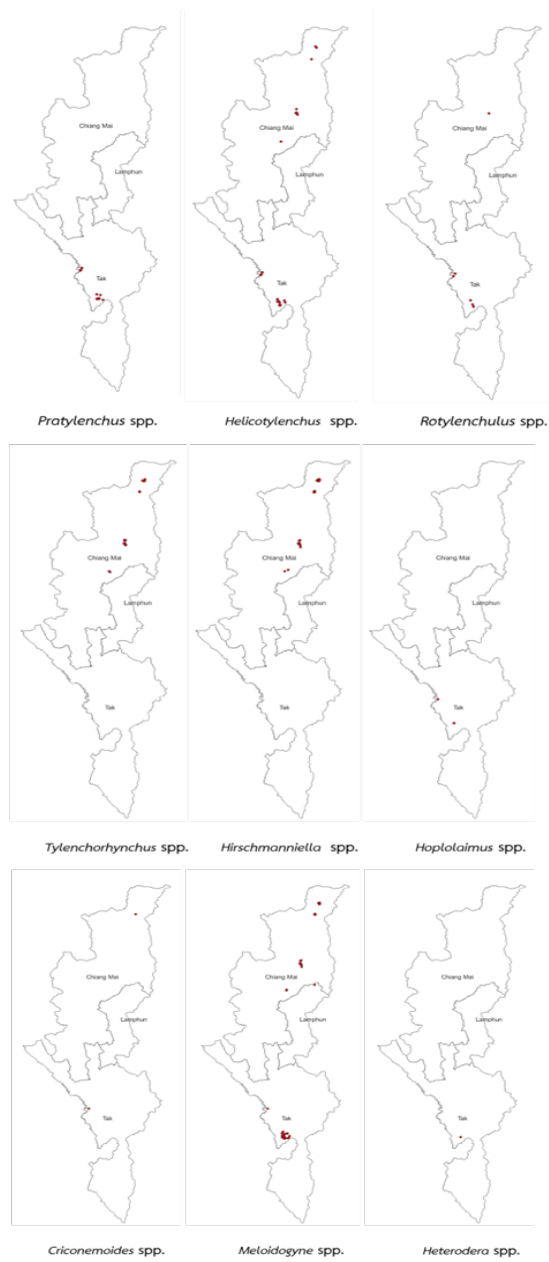 Chiang Mai
Lamphun
Tak
Chiang Mai
Lamphun
Tak
Chiang Mai
Lamphun
Tak
Pratylenchus spp. Helicotylenchus spp. Rotylenchulus spp.
Chiang Mai
Lamphun
Tak
Chiang Mai
Lamphun
Tak
Chiang Mai
Lamphun
Tak
Tylenchorhynchus spp. Hirschmanniella spp. Hoplolaimus spp.
Chiang Mai
Lamphun
Tak
Chiang Mai
Lamphun
Tak
Chiang Mai
Lamphun
Tak
Criconemoides spp. Meloidogyne spp. Heterodera spp.